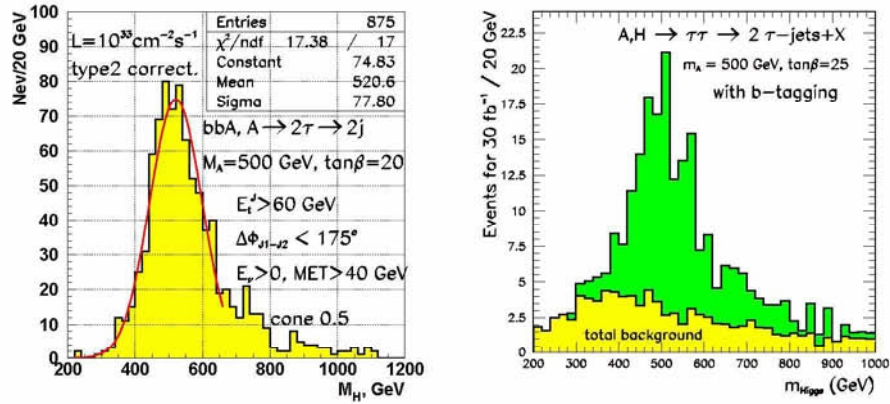 Nev/20 GeV
100
90
80
70
60
50
40
30
20
10
0
200
400
600
800
1000
1200
M_H, GeV
L=10³³cm⁻²s⁻¹
type2 correct.
Entries 875
χ²/ndf 17.38 / 17
Constant 74.83
Mean 520.6
Sigma 77.80
bbA, A→2τ→2j
M_A=500 GeV, tanβ=20
E_t^J>60 GeV
ΔΦ_J1-J2 < 175°
E_ν>0, MET>40 GeV
cone 0.5
Events for 30 fb⁻¹ / 20 GeV
22.5
20
17.5
15
12.5
10
7.5
5
2.5
0
200
300
400
500
600
700
800
900
1000
m_Higgs (GeV)
A,H → ττ → 2 τ-jets+X
m_A = 500 GeV, tanβ=25
with b-tagging
total background